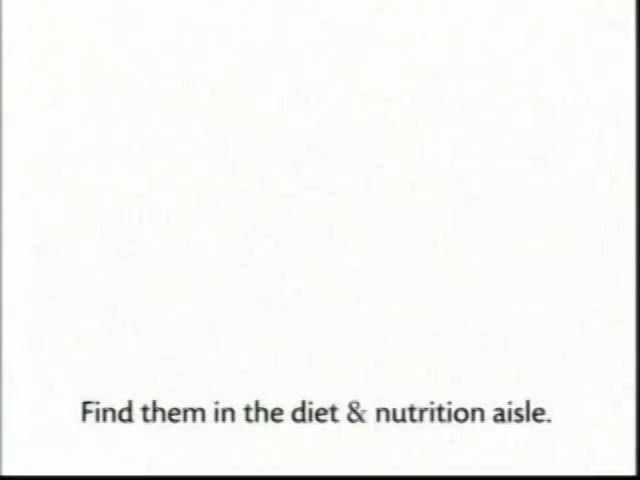 Find them in the diet & nutrition aisle.